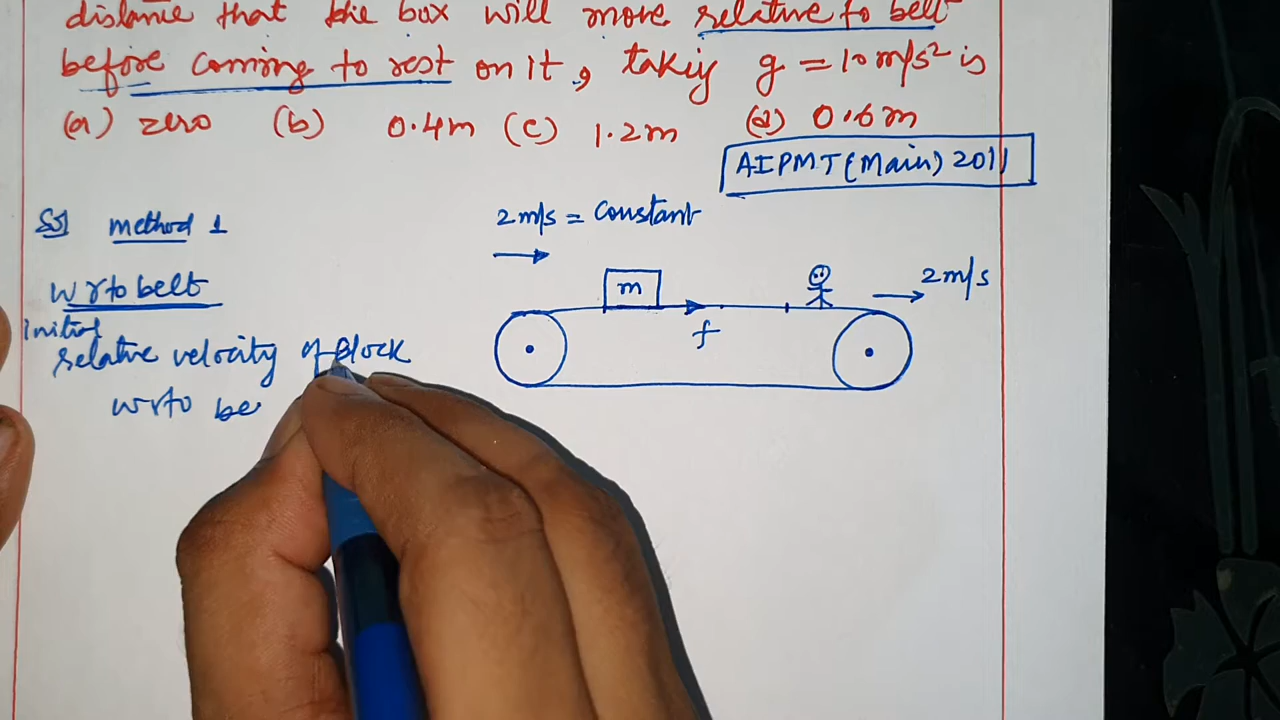 distance that the box will move relative to belt
before coming to rest on it, takiy g = 10 m/s² is
(a) zero (b) 0.4m (c) 1.2m (d) 0.6m
AIPMT (Main) 2011
Sol method 1
2m/s = constant
w r to belt
m
2m/s
f
initial
relative velocity of Block
w r to be